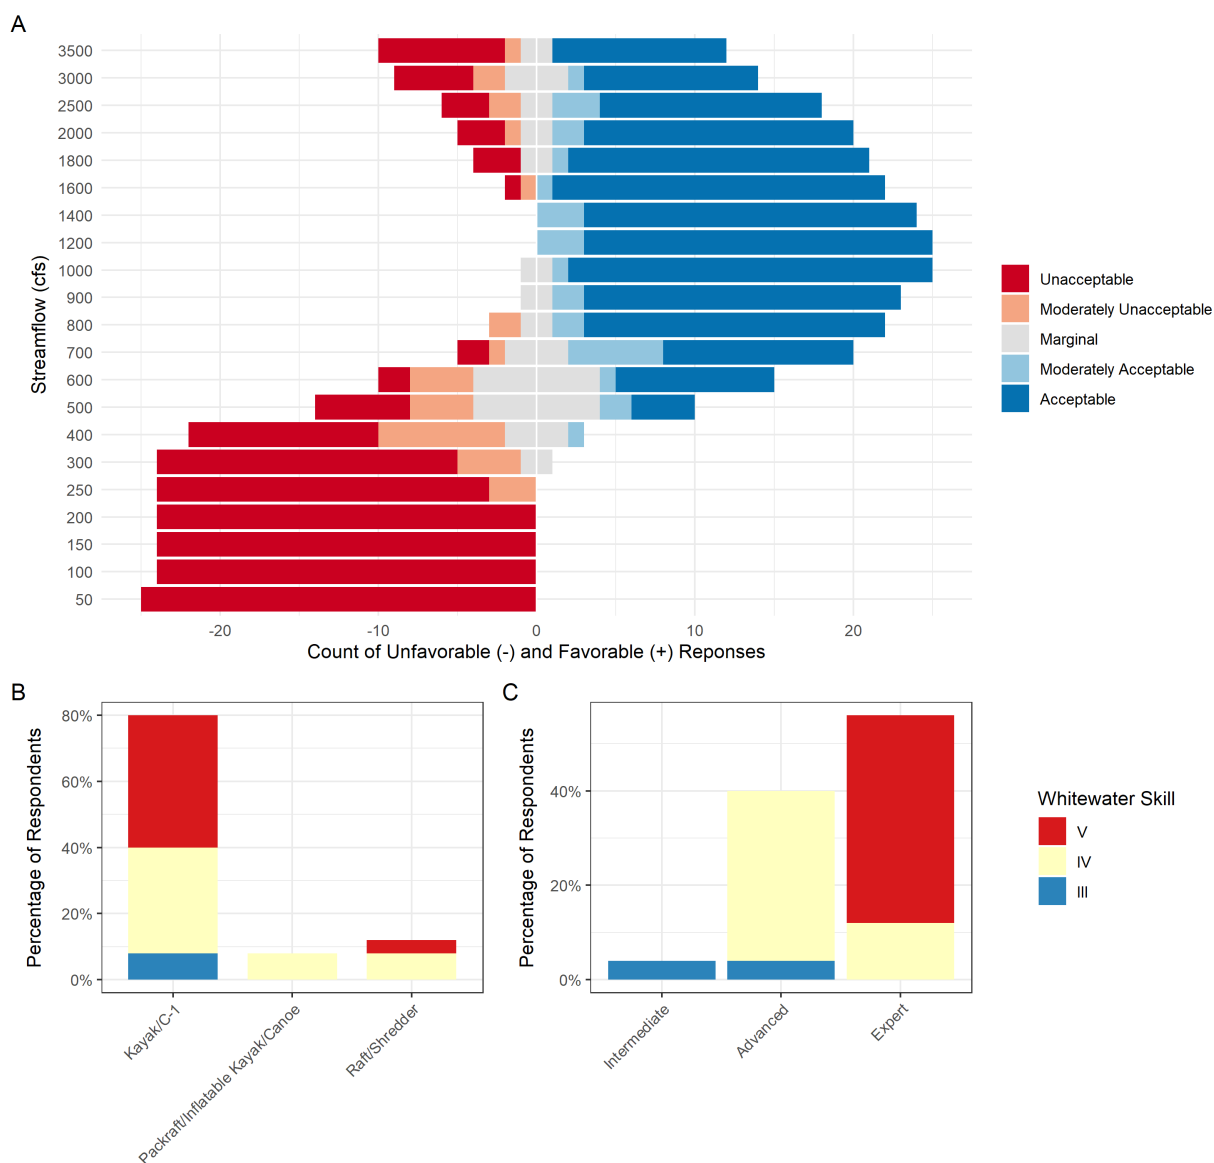 A
3500
3000
2500
2000
1800
1600
1400
1200
1000
900
800
700
600
500
400
300
250
200
150
100
50
Streamflow (cfs)
-20 -10 0 10 20
Count of Unfavorable (-) and Favorable (+) Reponses
Unacceptable
Moderately Unacceptable
Marginal
Moderately Acceptable
Acceptable
B
80%
60%
40%
20%
0%
Percentage of Respondents
Kayak/C-1
Packraft/Inflatable Kayak/Canoe
Raft/Shredder
C
40%
20%
0%
Percentage of Respondents
Intermediate
Advanced
Expert
Whitewater Skill
V
IV
III